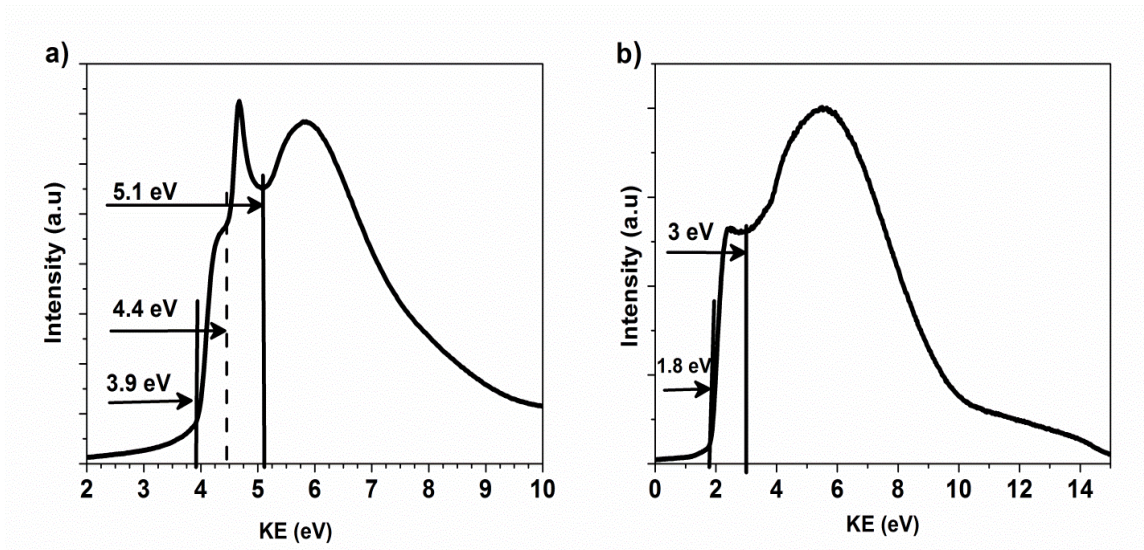 a)
Intensity (a.u)
5.1 eV
4.4 eV
3.9 eV
2 3 4 5 6 7 8 9 10
KE (eV)
b)
Intensity (a.u)
3 eV
1.8 eV
0 2 4 6 8 10 12 14
KE (eV)